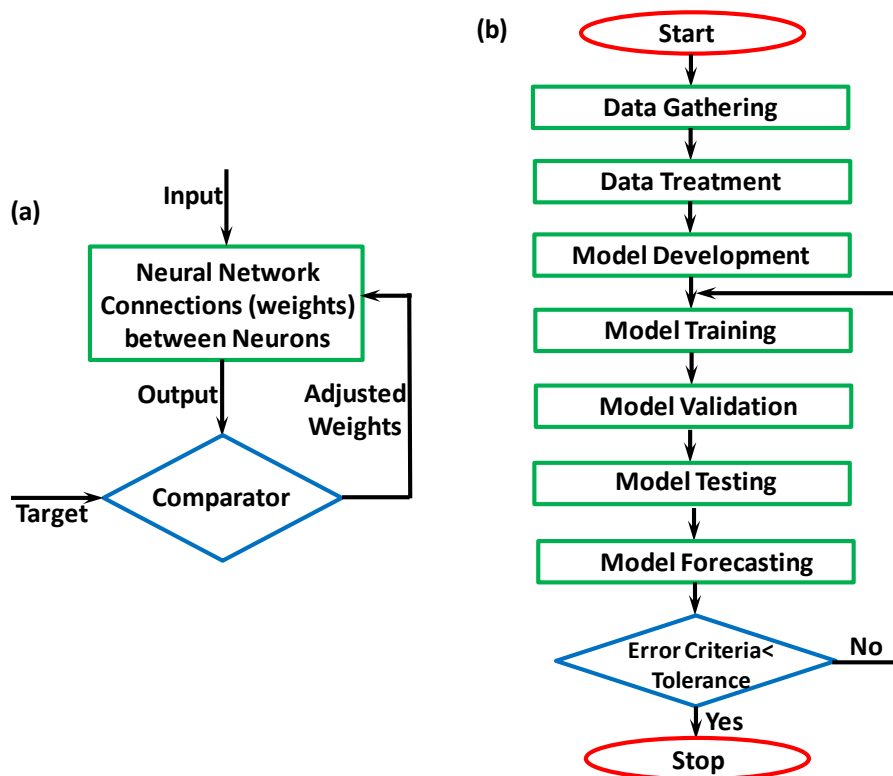 (a)
Input
Neural Network
Connections (weights)
between Neurons
Output
Adjusted
Weights
Comparator
Target
(b)
Start
Data Gathering
Data Treatment
Model Development
Model Training
Model Validation
Model Testing
Model Forecasting
Error Criteria<
Tolerance
No
Yes
Stop